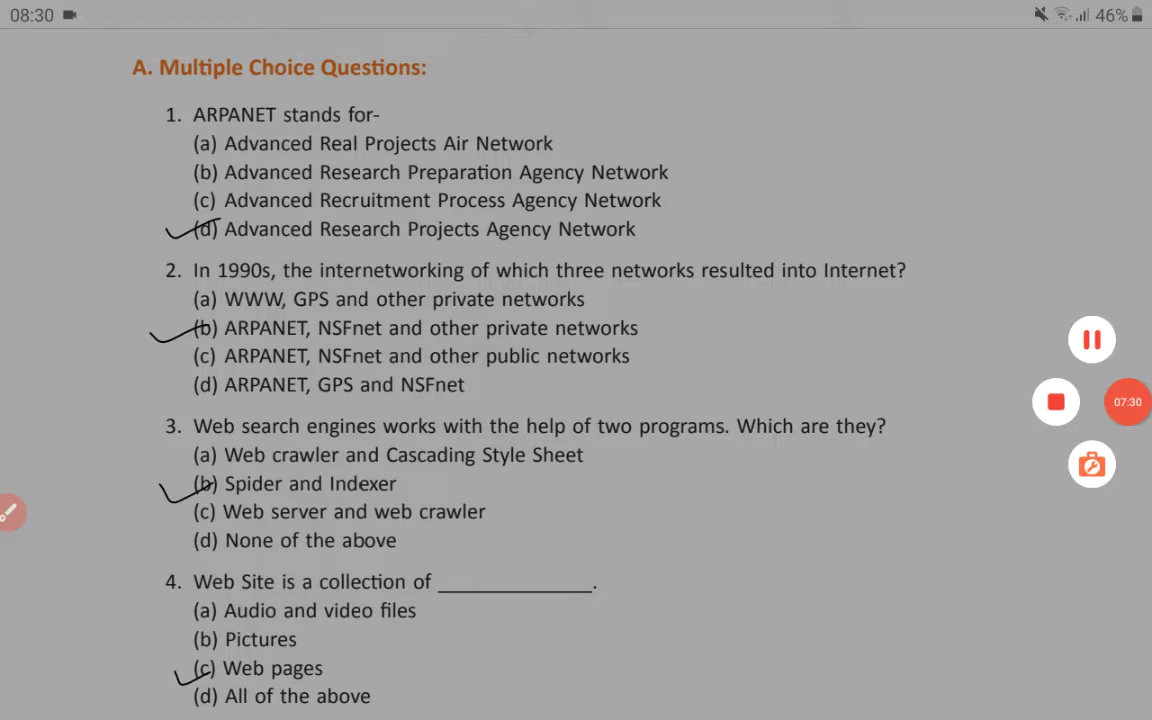 08:30
46%
A. Multiple Choice Questions:
1. ARPANET stands for-
(a) Advanced Real Projects Air Network
(b) Advanced Research Preparation Agency Network
(c) Advanced Recruitment Process Agency Network
(d) Advanced Research Projects Agency Network
2. In 1990s, the internetworking of which three networks resulted into Internet?
(a) WWW, GPS and other private networks
(b) ARPANET, NSFnet and other private networks
(c) ARPANET, NSFnet and other public networks
(d) ARPANET, GPS and NSFnet
07:30
3. Web search engines works with the help of two programs. Which are they?
(a) Web crawler and Cascading Style Sheet
(b) Spider and Indexer
(c) Web server and web crawler
(d) None of the above
4. Web Site is a collection of _______________.
(a) Audio and video files
(b) Pictures
(c) Web pages
(d) All of the above